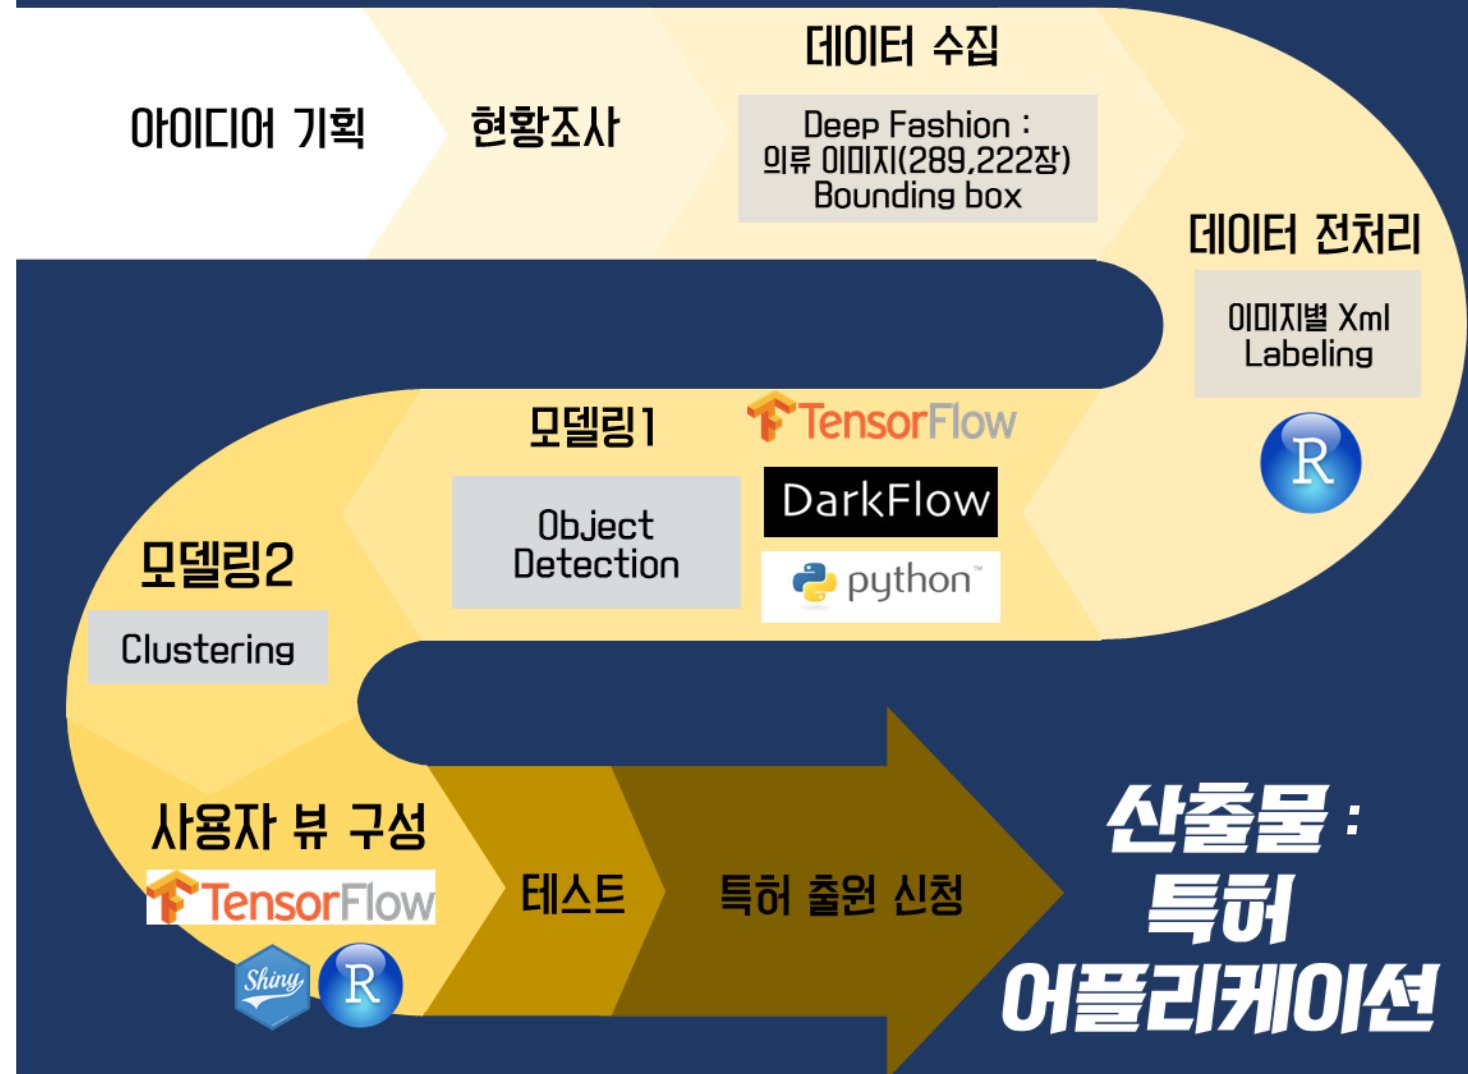 아이디어 기획
현황조사
데이터 수집
Deep Fashion :
의류 이미지(289,222장)
Bounding box
데이터 전처리
이미지별 Xml
Labeling
R
모델링1
Object
Detection
TensorFlow
DarkFlow
python™
모델링2
Clustering
사용자 뷰 구성
TensorFlow
Shiny
R
테스트
특허 출원 신청
산출물 :
특허
어플리케이션